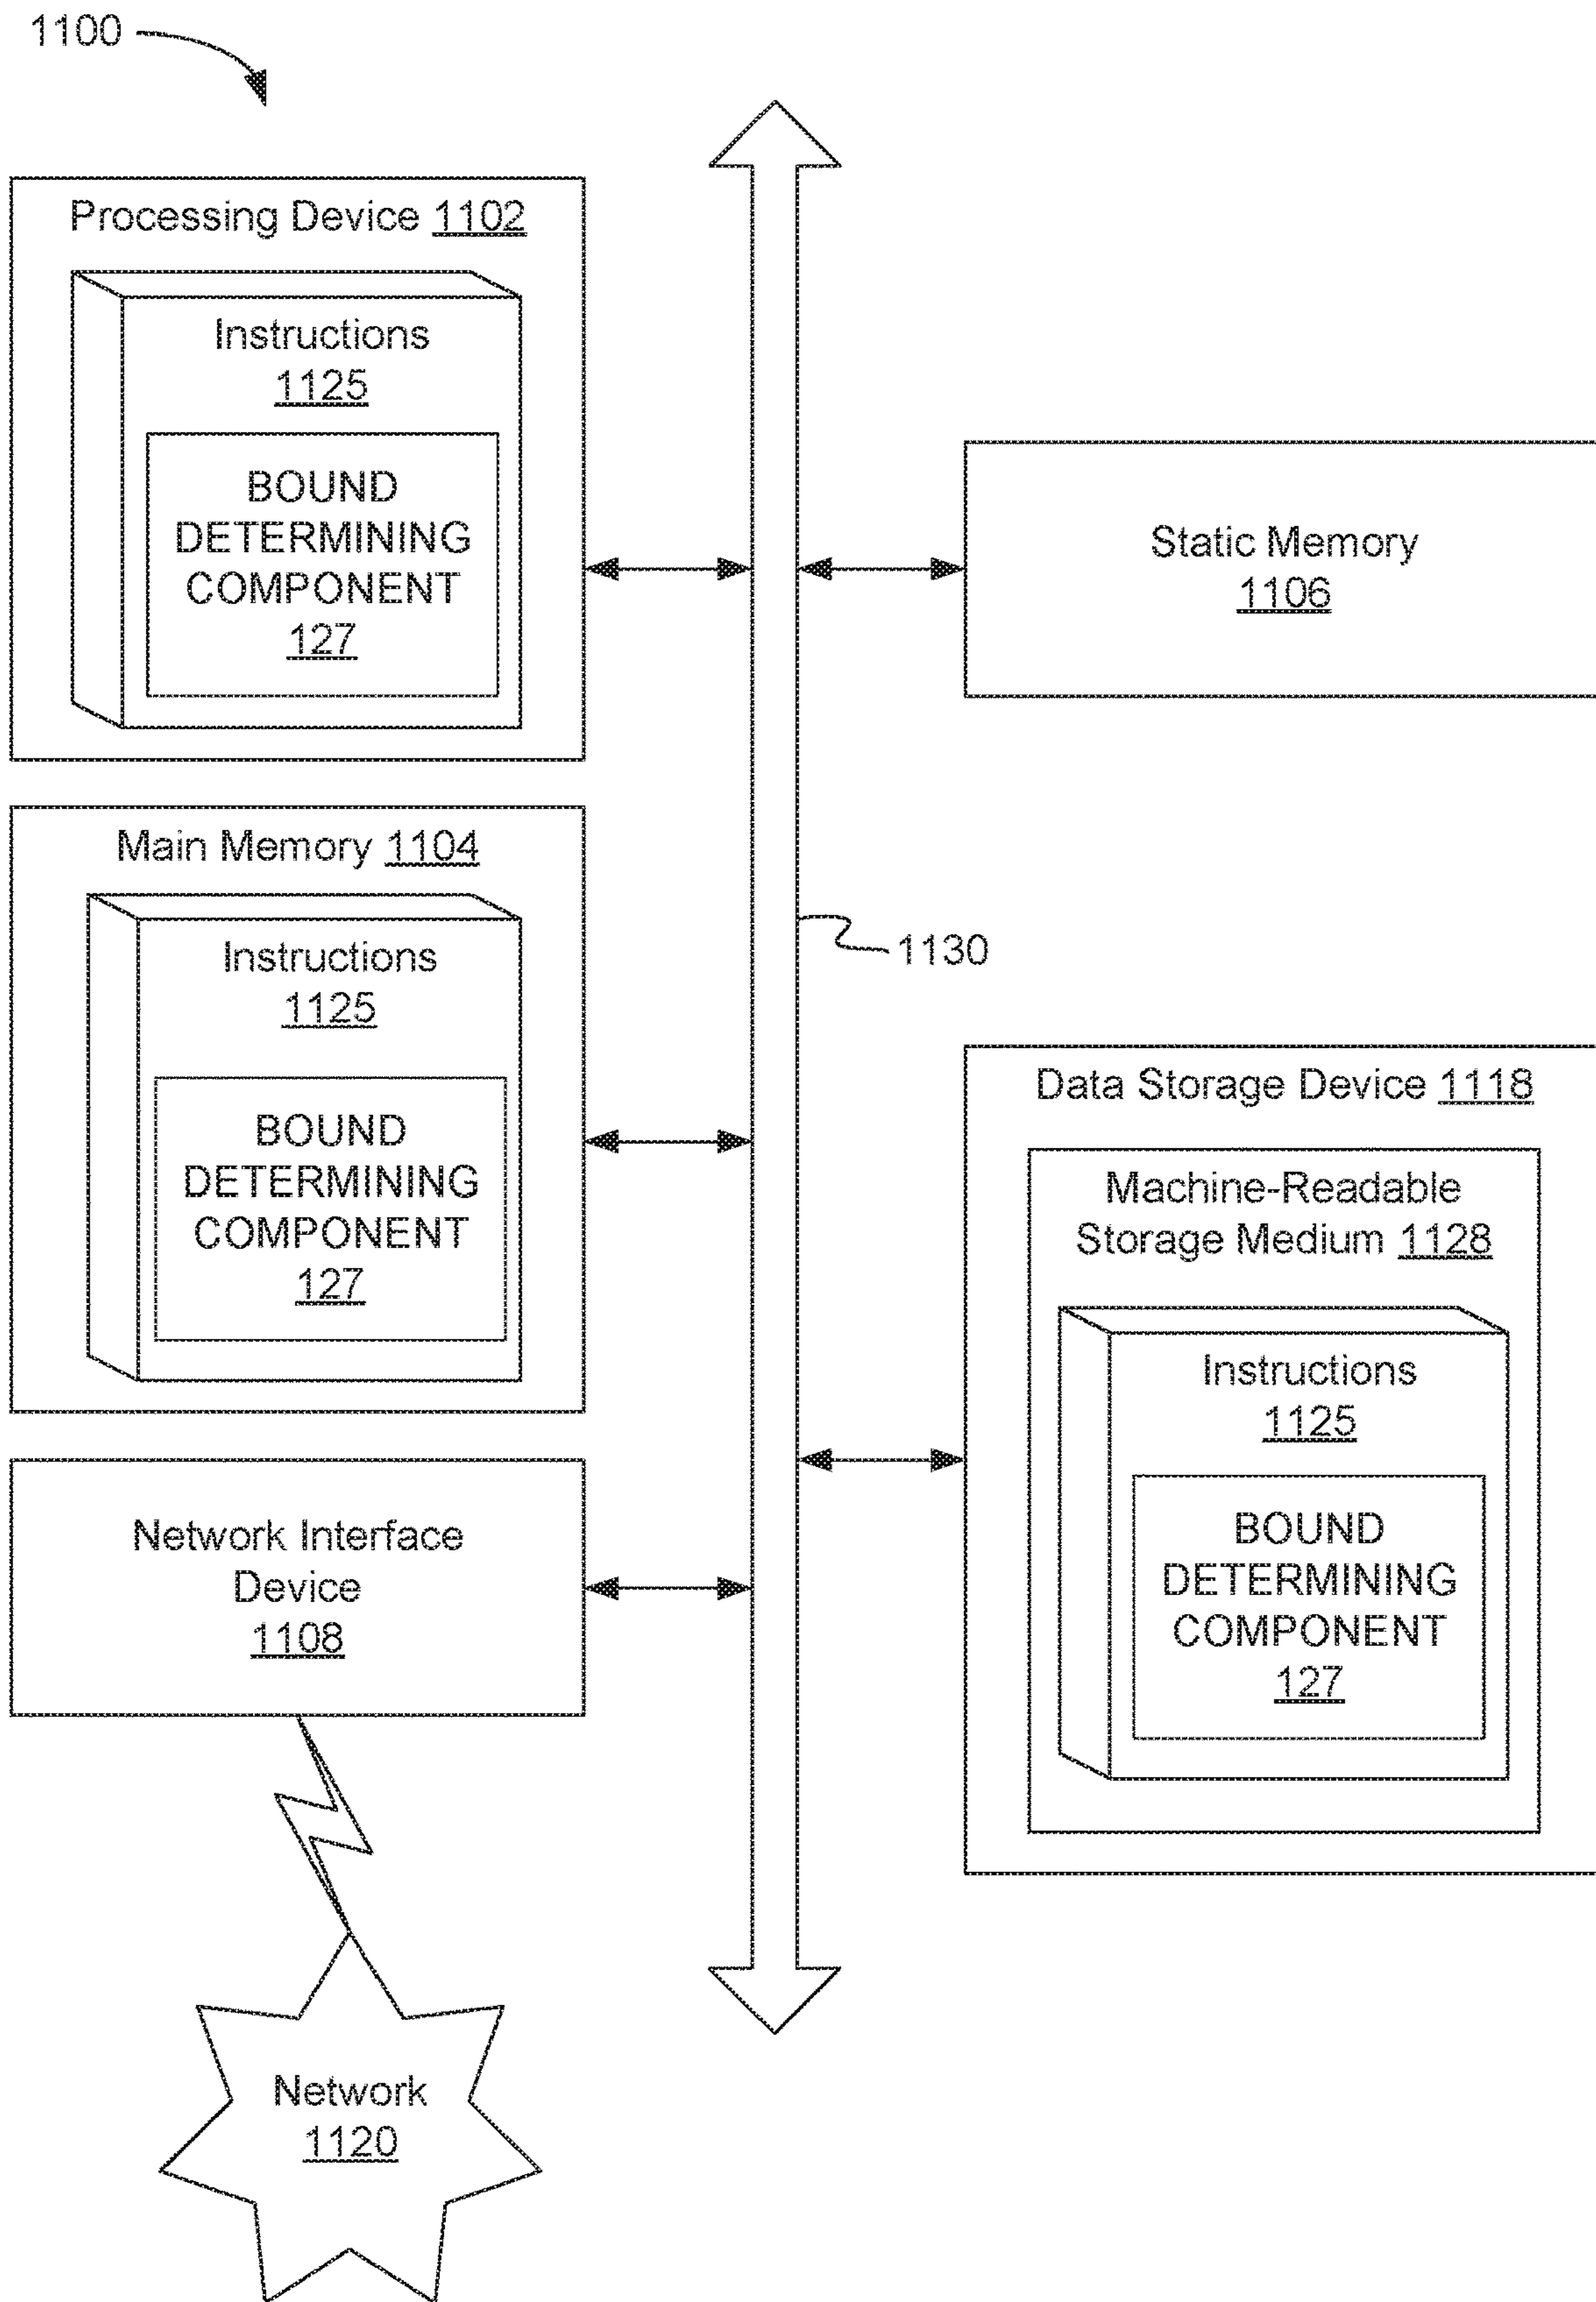 1100
Processing Device 1102
Instructions
1125
BOUND
DETERMINING
COMPONENT
127
Static Memory
1106
Main Memory 1104
Instructions
1125
BOUND
DETERMINING
COMPONENT
127
1130
Data Storage Device 1118
Machine-Readable
Storage Medium 1128
Instructions
1125
BOUND
DETERMINING
COMPONENT
127
Network Interface
Device
1108
Network
1120